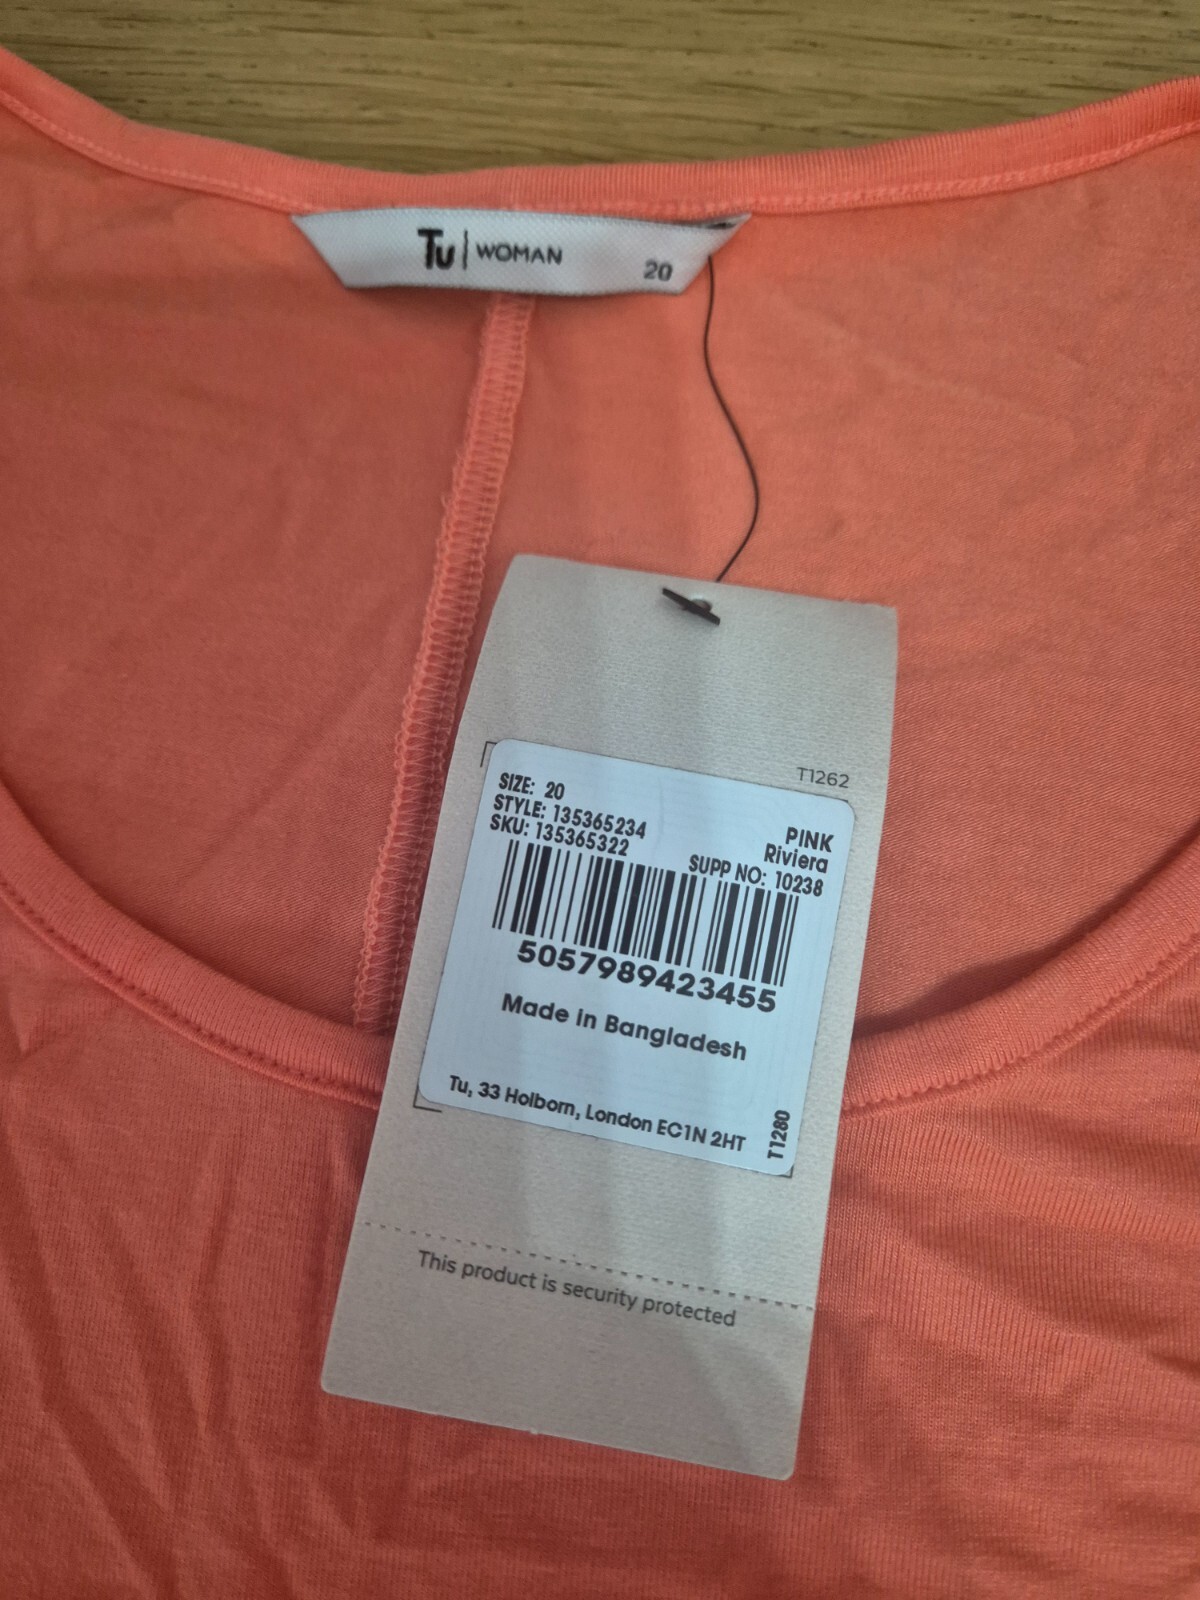 Tu | WOMAN 20
T1262
SIZE: 20
STYLE: 135365234 PINK
SKU: 135365322 Riviera
SUPP NO: 10238
5057989423455
Made in Bangladesh
Tu, 33 Holborn, London EC1N 2HT
T1280
This product is security protected